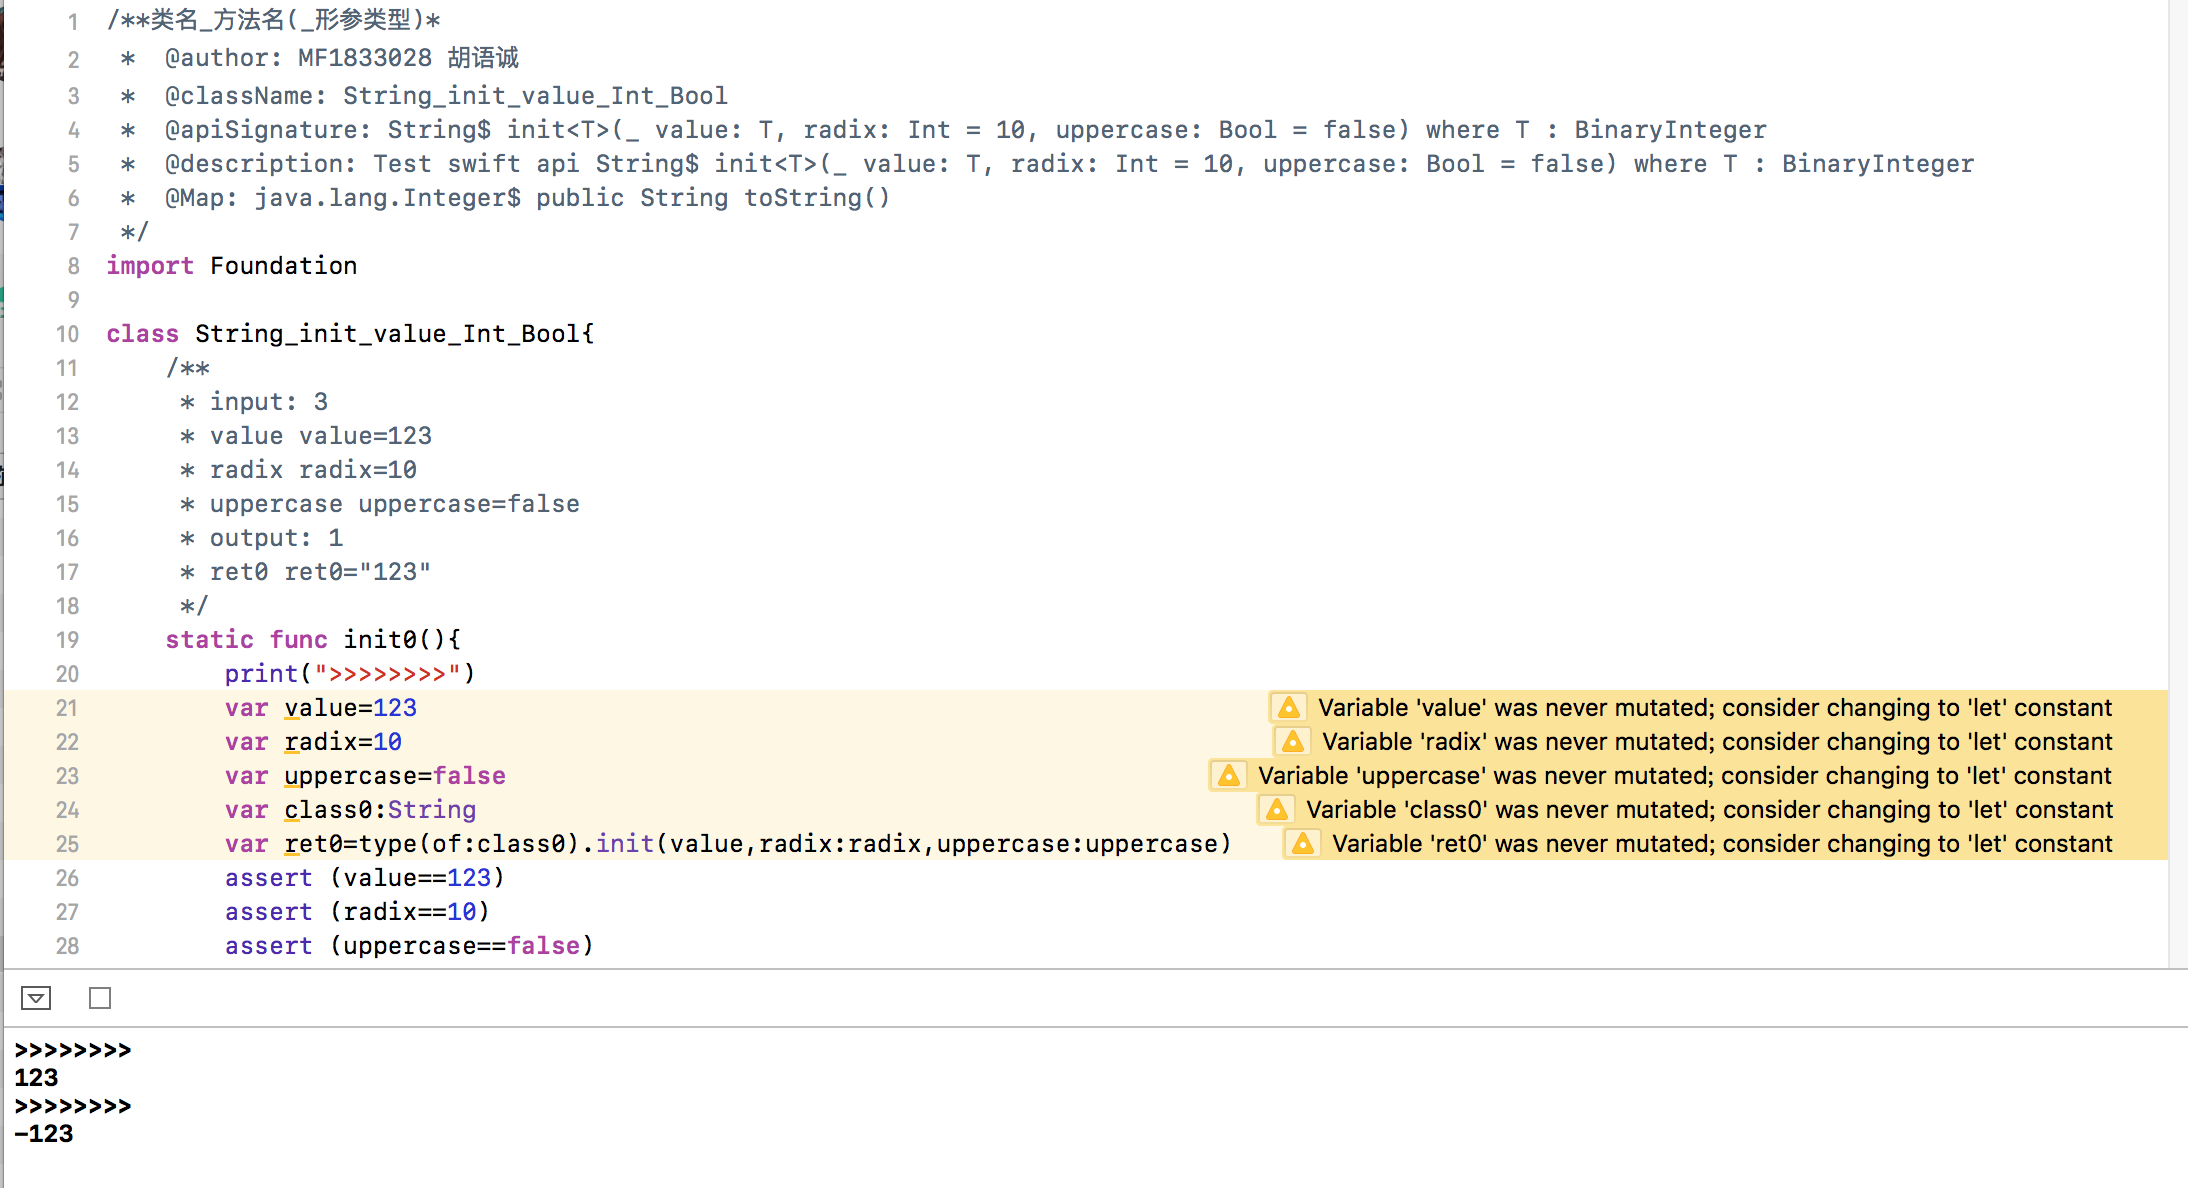 1 /**类名_方法名(_形参类型)*
2 * @author: MF1833028 胡语诚
3 * @className: String_init_value_Int_Bool
4 * @apiSignature: String$ init<T>(_ value: T, radix: Int = 10, uppercase: Bool = false) where T : BinaryInteger
5 * @description: Test swift api String$ init<T>(_ value: T, radix: Int = 10, uppercase: Bool = false) where T : BinaryInteger
6 * @Map: java.lang.Integer$ public String toString()
7 */
8 import Foundation
9
10 class String_init_value_Int_Bool{
11 /**
12 * input: 3
13 * value value=123
14 * radix radix=10
15 * uppercase uppercase=false
16 * output: 1
17 * ret0 ret0="123"
18 */
19 static func init0(){
20 print(">>>>>>>>")
21 var value=123 Variable 'value' was never mutated; consider changing to 'let' constant
22 var radix=10 Variable 'radix' was never mutated; consider changing to 'let' constant
23 var uppercase=false Variable 'uppercase' was never mutated; consider changing to 'let' constant
24 var class0:String Variable 'class0' was never mutated; consider changing to 'let' constant
25 var ret0=type(of:class0).init(value,radix:radix,uppercase:uppercase) Variable 'ret0' was never mutated; consider changing to 'let' constant
26 assert (value==123)
27 assert (radix==10)
28 assert (uppercase==false)
>>>>>>>>
123
>>>>>>>>
-123